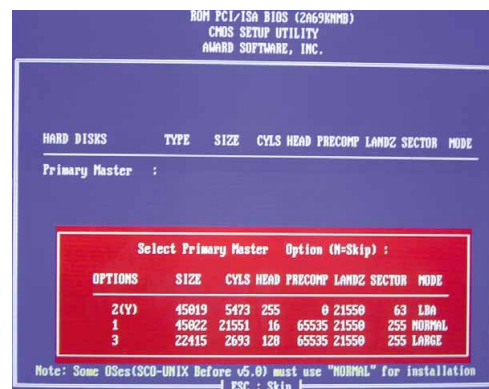 ROM PCI/ISA BIOS (2A69KNMB)
CMOS SETUP UTILITY
AWARD SOFTWARE, INC.
HARD DISKS TYPE SIZE CYLS HEAD PRECOMP LANDZ SECTOR MODE
Primary Master :
Select Primary Master Option (N=Skip) :
OPTIONS SIZE CYLS HEAD PRECOMP LANDZ SECTOR MODE
2(Y) 45019 5473 255 0 21550 63 LBA
1 45022 21551 16 65535 21550 255 NORMAL
3 22415 2693 128 65535 21550 255 LARGE
Note: Some OSes(SCO-UNIX Before v5.0) must use "NORMAL" for installation
ESC : Skip